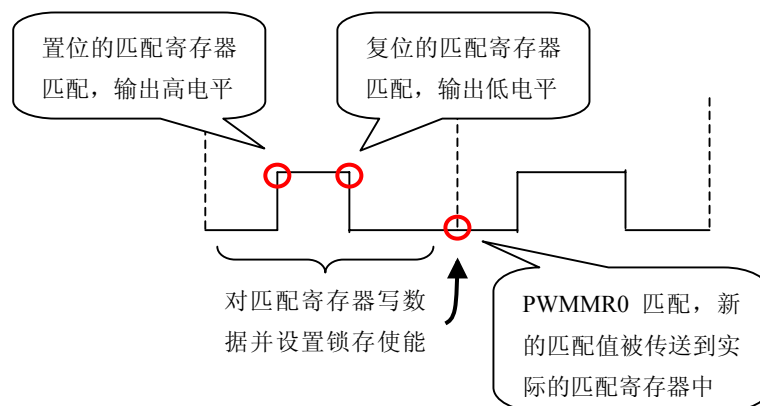 置位的匹配寄存器
匹配，输出高电平
复位的匹配寄存器
匹配，输出低电平
对匹配寄存器写数
据并设置锁存使能
PWMMR0 匹配，新
的匹配值被传送到实
际的匹配寄存器中